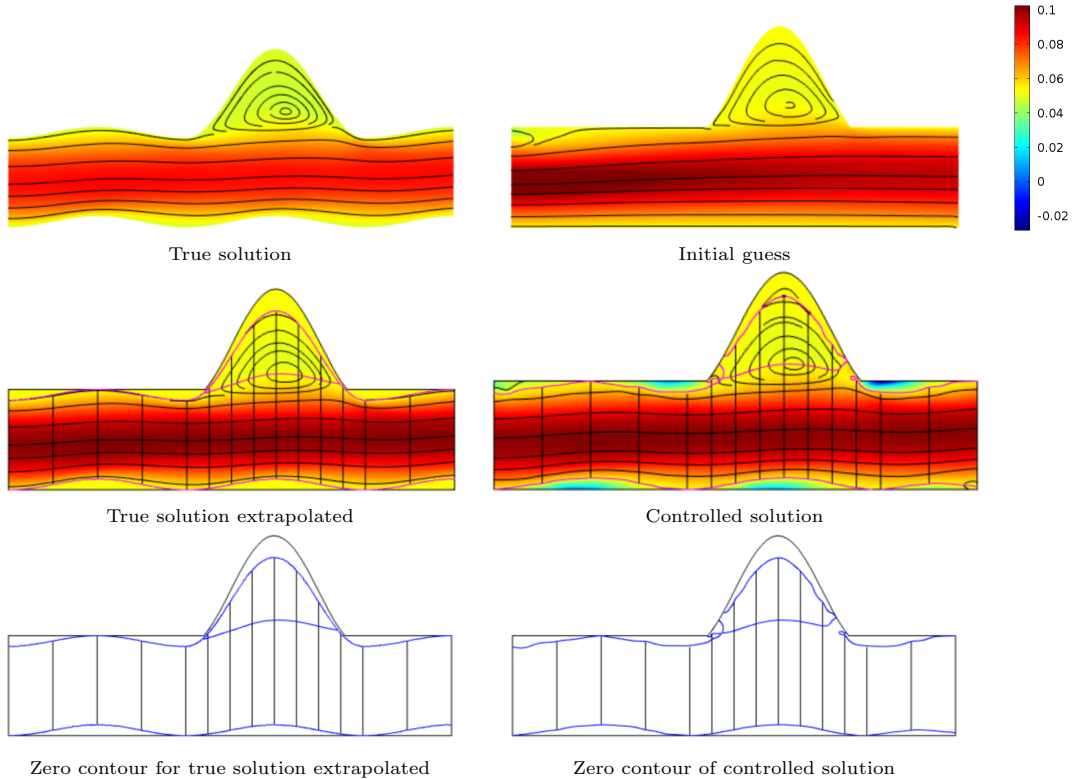 0.1
0.08
0.06
0.04
0.02
0
-0.02
True solution
Initial guess
True solution extrapolated
Controlled solution
Zero contour for true solution extrapolated
Zero contour of controlled solution